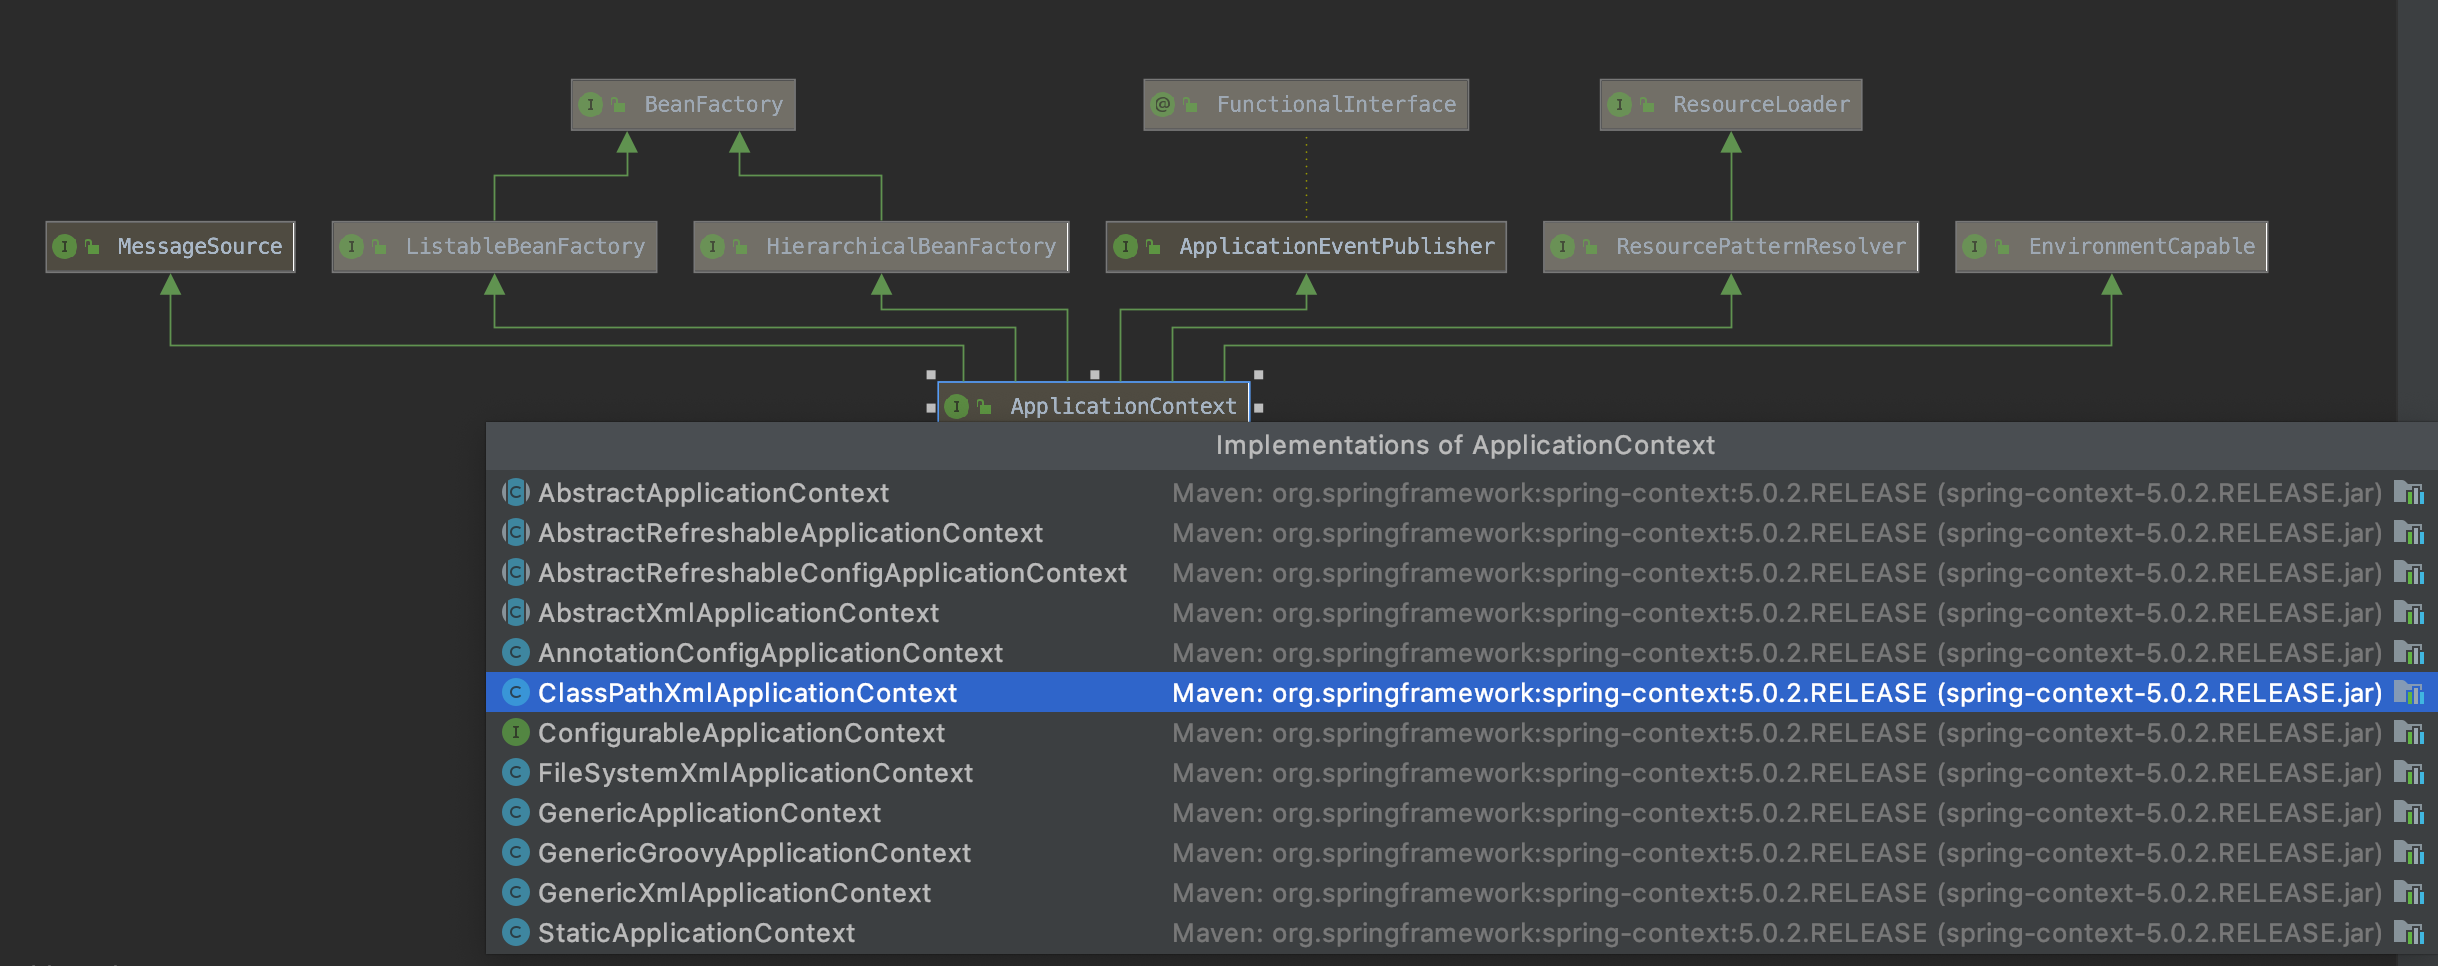 BeanFactory
FunctionalInterface
ResourceLoader
MessageSource
ListableBeanFactory
HierarchicalBeanFactory
ApplicationEventPublisher
ResourcePatternResolver
EnvironmentCapable
ApplicationContext
Implementations of ApplicationContext
AbstractApplicationContext Maven: org.springframework:spring-context:5.0.2.RELEASE (spring-context-5.0.2.RELEASE.jar)
AbstractRefreshableApplicationContext Maven: org.springframework:spring-context:5.0.2.RELEASE (spring-context-5.0.2.RELEASE.jar)
AbstractRefreshableConfigApplicationContext Maven: org.springframework:spring-context:5.0.2.RELEASE (spring-context-5.0.2.RELEASE.jar)
AbstractXmlApplicationContext Maven: org.springframework:spring-context:5.0.2.RELEASE (spring-context-5.0.2.RELEASE.jar)
AnnotationConfigApplicationContext Maven: org.springframework:spring-context:5.0.2.RELEASE (spring-context-5.0.2.RELEASE.jar)
ClassPathXmlApplicationContext Maven: org.springframework:spring-context:5.0.2.RELEASE (spring-context-5.0.2.RELEASE.jar)
ConfigurableApplicationContext Maven: org.springframework:spring-context:5.0.2.RELEASE (spring-context-5.0.2.RELEASE.jar)
FileSystemXmlApplicationContext Maven: org.springframework:spring-context:5.0.2.RELEASE (spring-context-5.0.2.RELEASE.jar)
GenericApplicationContext Maven: org.springframework:spring-context:5.0.2.RELEASE (spring-context-5.0.2.RELEASE.jar)
GenericGroovyApplicationContext Maven: org.springframework:spring-context:5.0.2.RELEASE (spring-context-5.0.2.RELEASE.jar)
GenericXmlApplicationContext Maven: org.springframework:spring-context:5.0.2.RELEASE (spring-context-5.0.2.RELEASE.jar)
StaticApplicationContext Maven: org.springframework:spring-context:5.0.2.RELEASE (spring-context-5.0.2.RELEASE.jar)